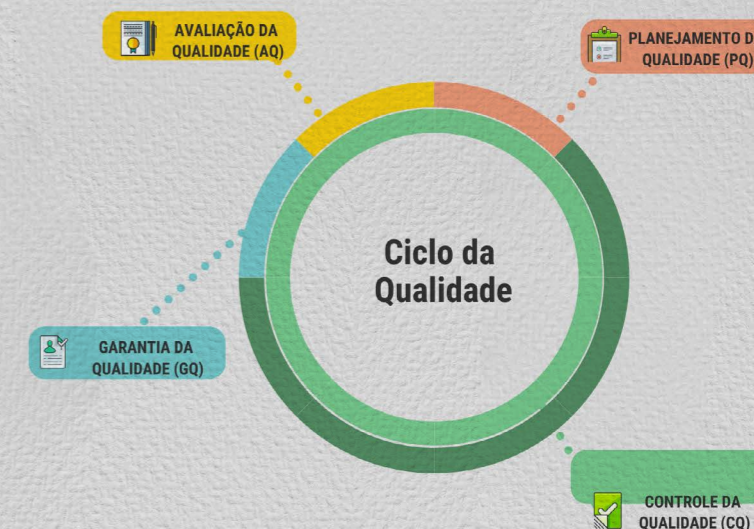 AVALIAÇÃO DA
QUALIDADE (AQ)
PLANEJAMENTO D
QUALIDADE (PQ)
Ciclo da
Qualidade
GARANTIA DA
QUALIDADE (GQ)
CONTROLE DA
QUALIDADE (CQ)